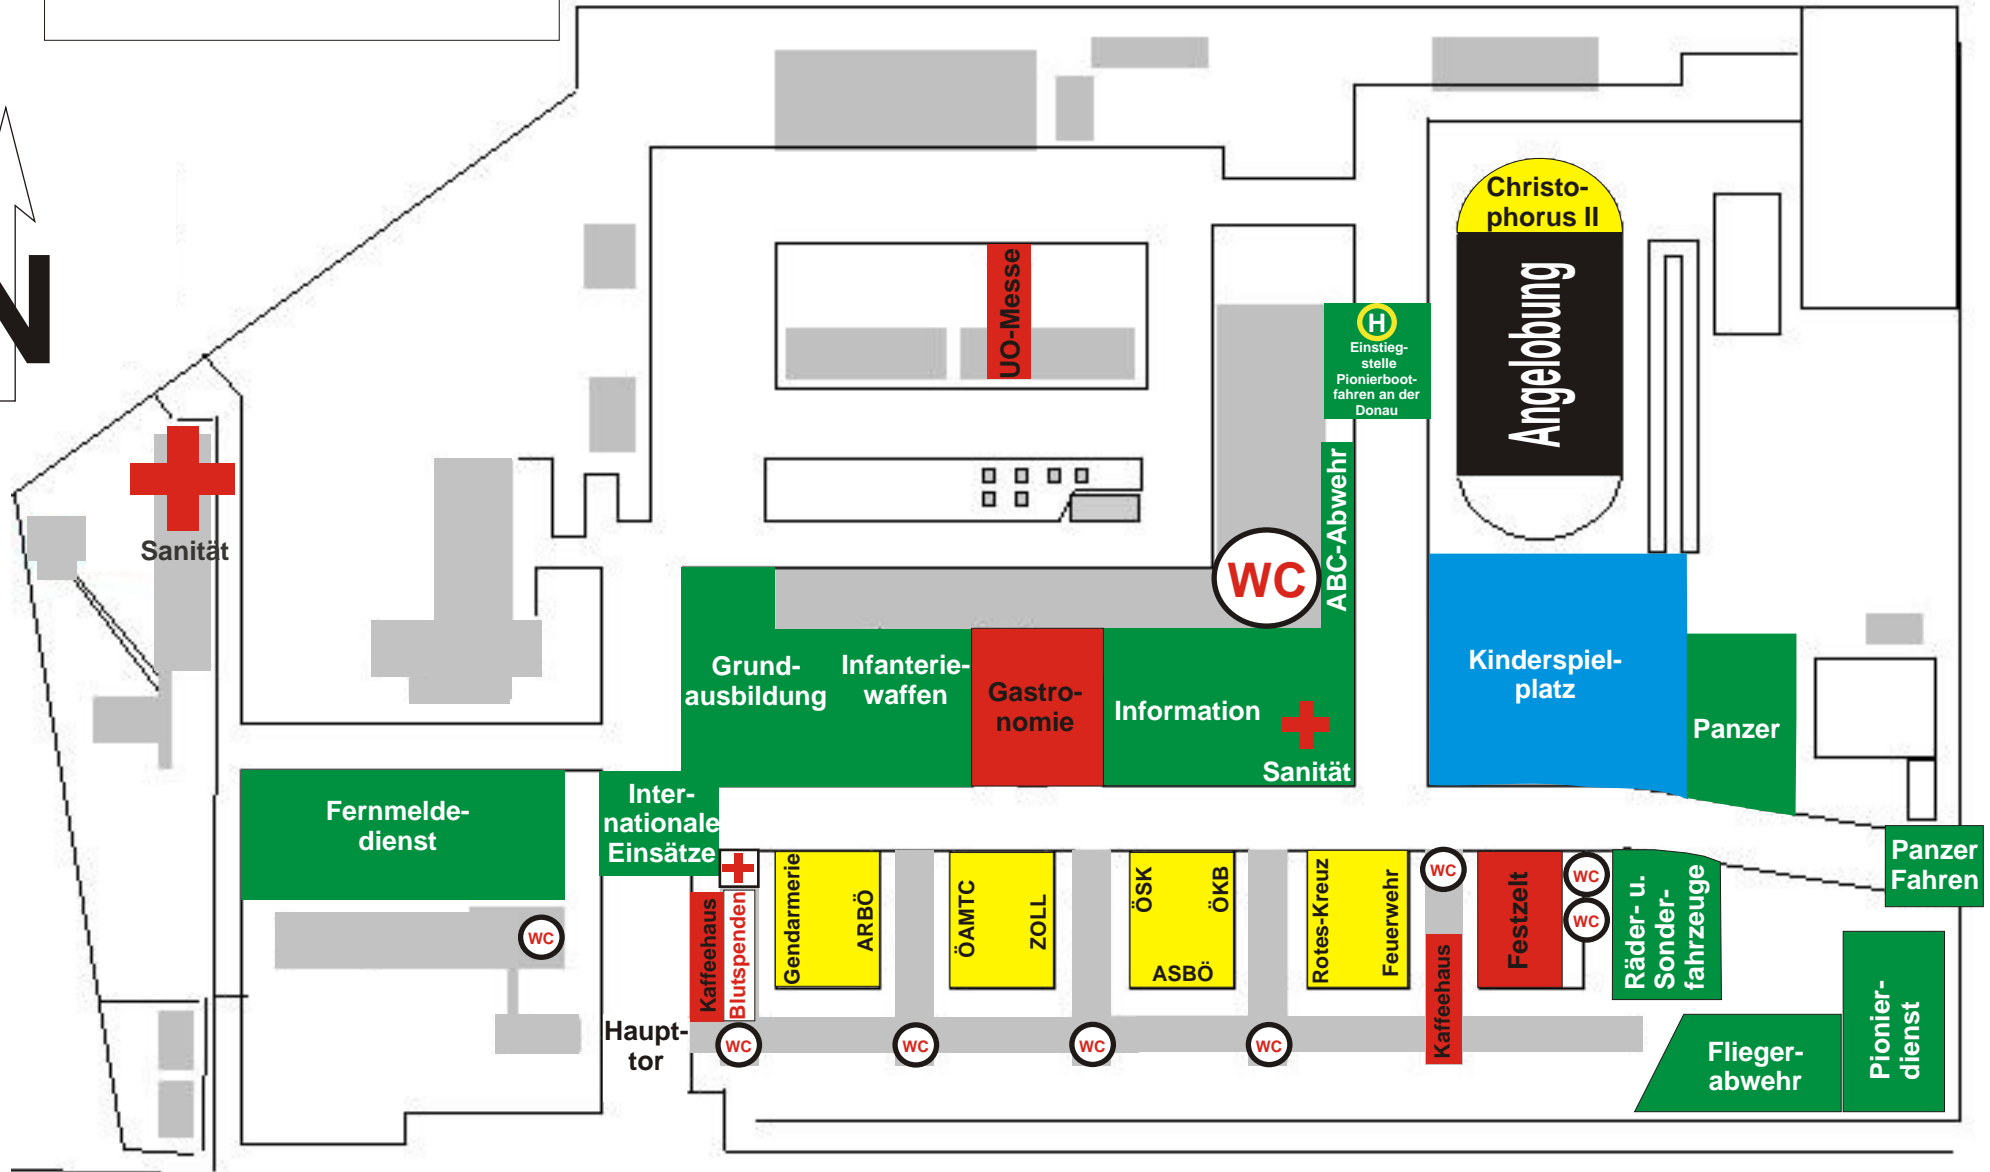 N
Christo-
phorus II
Angelobung
UO-Messe
H
Einstieg-
stelle
Pionierboot-
fahren an der
Donau
ABC-Abwehr
WC
Sanität
Grund-
ausbildung
Infanterie-
waffen
Gastro-
nomie
Information
Sanität
Kinderspiel-
platz
Panzer
Fernmelde-
dienst
Inter-
nationale
Einsätze
Panzer
Fahren
Kaffeehaus
Blutspenden
Gendarmerie
ARBÖ
ÖAMTC
ZOLL
ÖSK
ÖKB
ASBÖ
Rotes-Kreuz
Feuerwehr
WC
Kaffeehaus
Festzelt
WC
WC
Räder- u.
Sonder-
fahrzeuge
WC
Haupt-
tor
WC
WC
WC
WC
Flieger-
abwehr
Pionier-
dienst